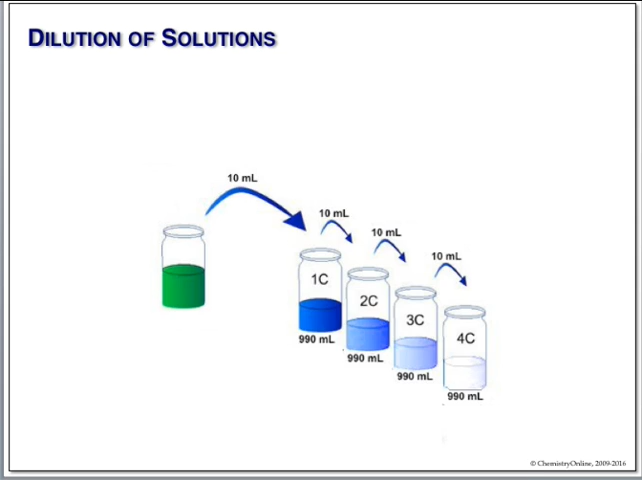 DILUTION OF SOLUTIONS
10 mL
10 mL
10 mL
10 mL
1C
2C
3C
4C
990 mL
990 mL
990 mL
990 mL
© ChemistryOnline, 2009-2016